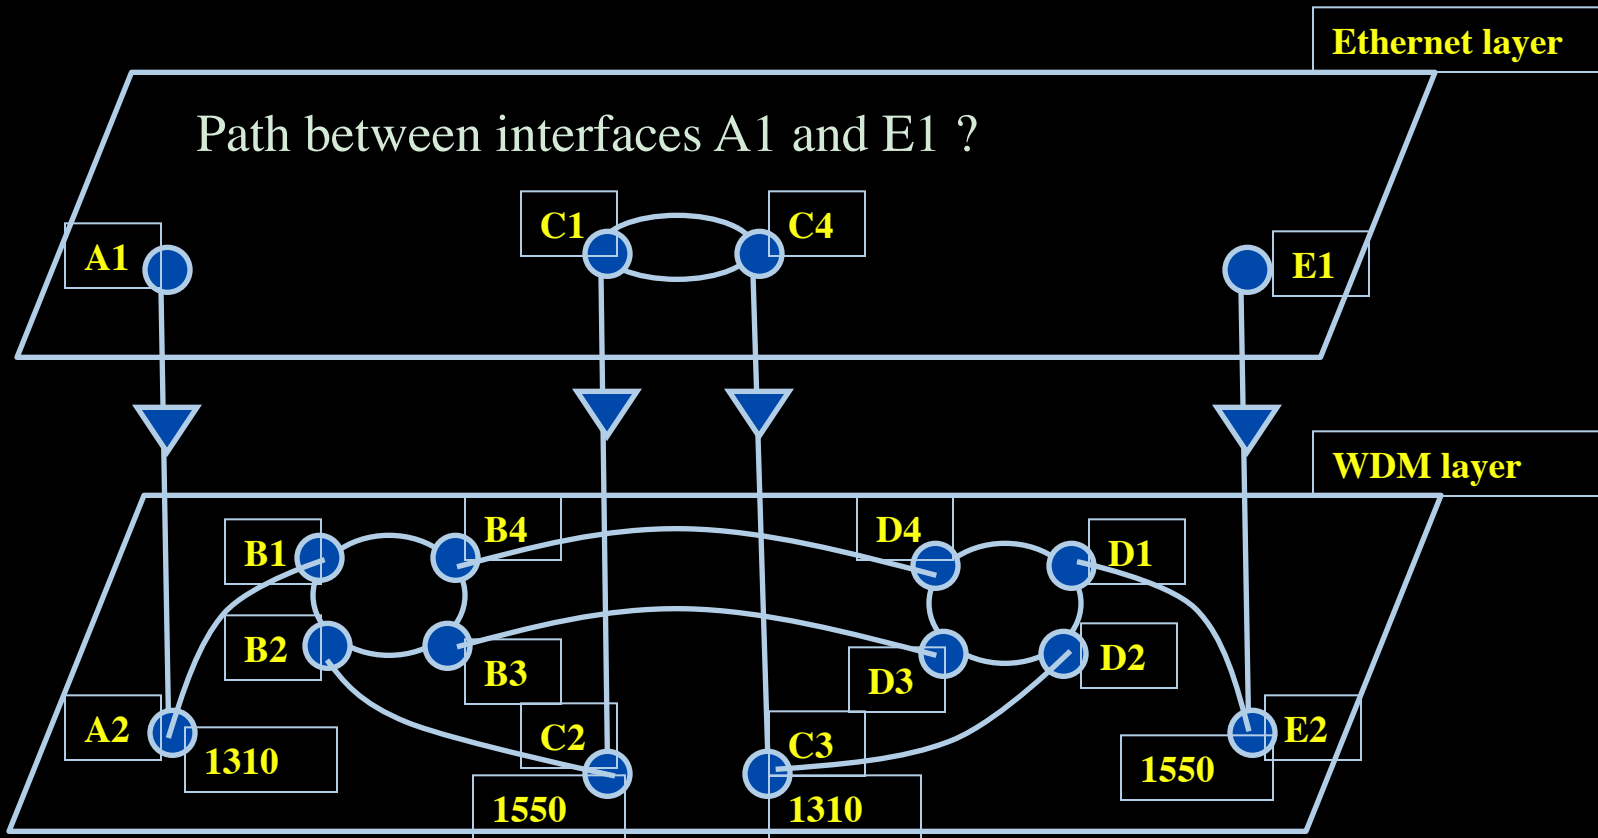 Ethernet layer
Path between interfaces A1 and E1 ?
C1
C4
A1
E1
WDM layer
B4
D4
B1
D1
B2
B3
D3
D2
A2
1310
C2
C3
E2
1550
1550
1310